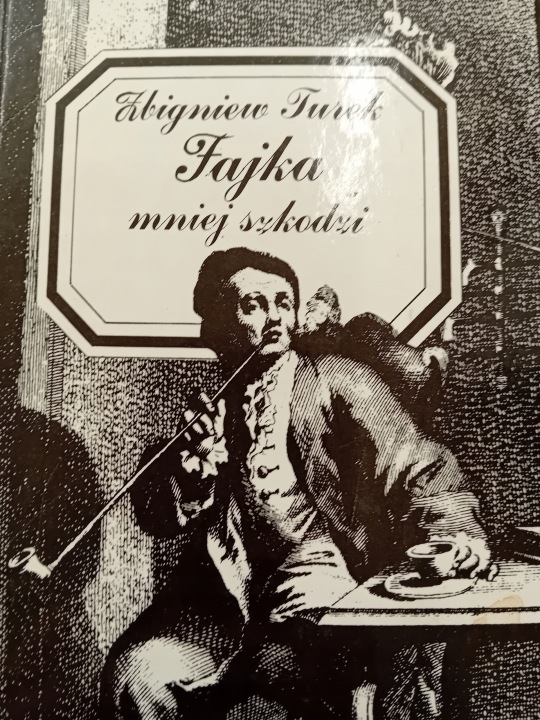 Zbigniew Turek
Fajka
mniej szkodzi